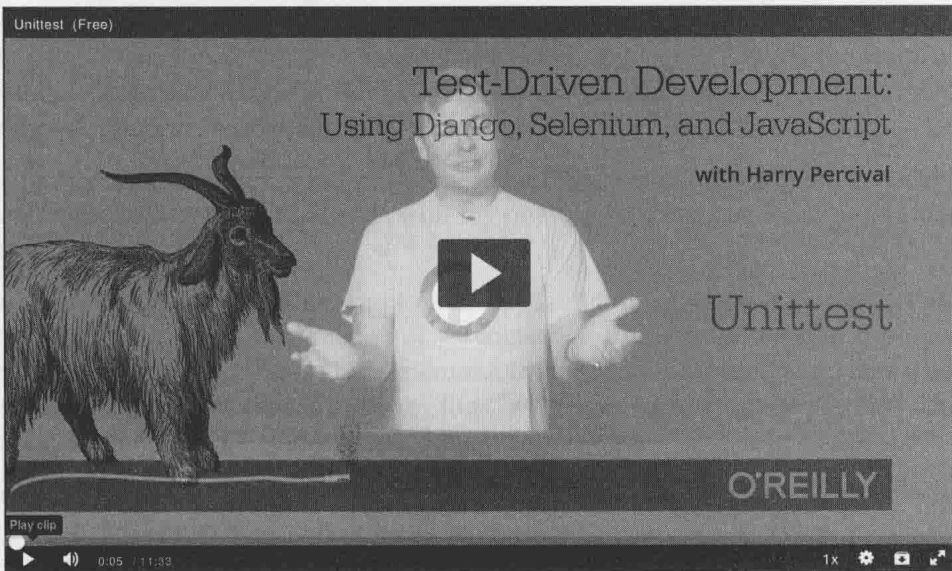 Unittest (Free)
Test-Driven Development:
Using Django, Selenium, and JavaScript
with Harry Percival
Unittest
O'REILLY
Play clip
0:05 / 11:33
1x